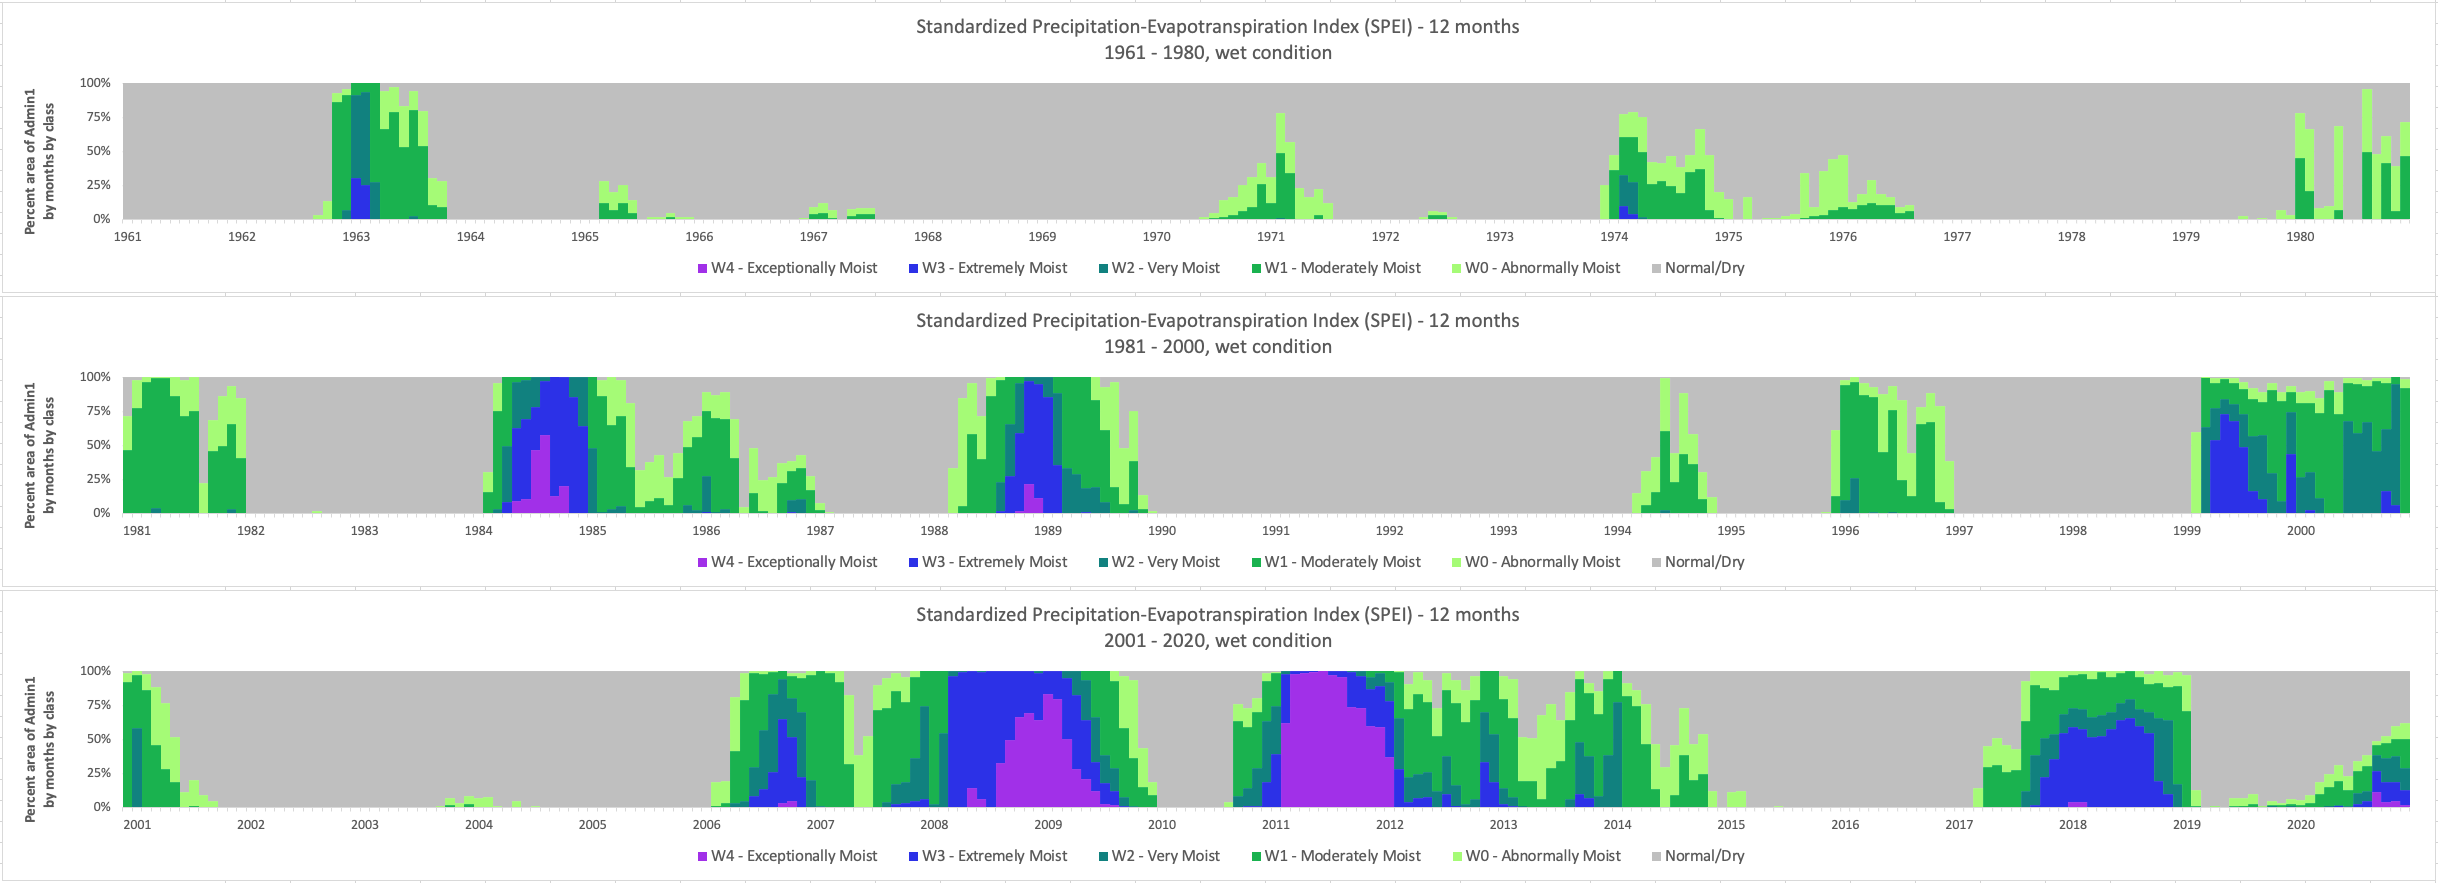 Standardized Precipitation-Evapotranspiration Index (SPEI) - 12 months
1961 - 1980, wet condition
Percent area of Admin1
by months by class
100%
75%
50%
25%
0%
1961 1962 1963 1964 1965 1966 1967 1968 1969 1970 1971 1972 1973 1974 1975 1976 1977 1978 1979 1980
W4 - Exceptionally Moist W3 - Extremely Moist W2 - Very Moist W1 - Moderately Moist W0 - Abnormally Moist Normal/Dry
Standardized Precipitation-Evapotranspiration Index (SPEI) - 12 months
1981 - 2000, wet condition
Percent area of Admin1
by months by class
100%
75%
50%
25%
0%
1981 1982 1983 1984 1985 1986 1987 1988 1989 1990 1991 1992 1993 1994 1995 1996 1997 1998 1999 2000
W4 - Exceptionally Moist W3 - Extremely Moist W2 - Very Moist W1 - Moderately Moist W0 - Abnormally Moist Normal/Dry
Standardized Precipitation-Evapotranspiration Index (SPEI) - 12 months
2001 - 2020, wet condition
Percent area of Admin1
by months by class
100%
75%
50%
25%
0%
2001 2002 2003 2004 2005 2006 2007 2008 2009 2010 2011 2012 2013 2014 2015 2016 2017 2018 2019 2020
W4 - Exceptionally Moist W3 - Extremely Moist W2 - Very Moist W1 - Moderately Moist W0 - Abnormally Moist Normal/Dry